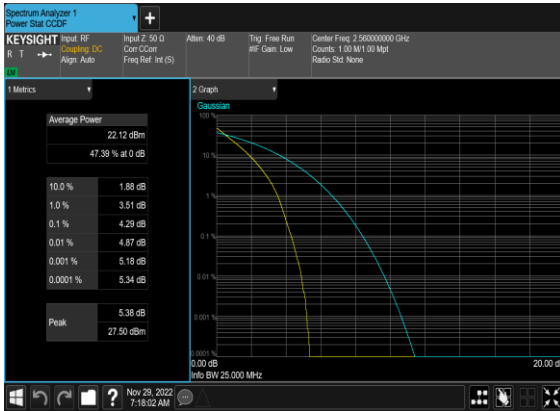 Spectrum Analyzer 1
Power Stat CCDF
KEYSIGHT
R T
Input: RF
Coupling: DC
Align: Auto
Input Z: 50 Ω
Corr CCorr
Freq Ref: Int (S)
Atten: 40 dB
Trig: Free Run
#IF Gain: Low
Center Freq: 2.560000000 GHz
Counts: 1.00 M/1.00 Mpt
Radio Std: None
1 Metrics
Average Power
22.12 dBm
47.39 % at 0 dB
10.0 % 1.88 dB
1.0 % 3.51 dB
0.1 % 4.29 dB
0.01 % 4.87 dB
0.001 % 5.18 dB
0.0001 % 5.34 dB
Peak
5.38 dB
27.50 dBm
2 Graph
Gaussian
100 %
10 %
1 %
0.1 %
0.01 %
0.001 %
0.0001 %
0.00 dB
20.00 d
Info BW 25.000 MHz
?
Nov 29, 2022
7:18:02 AM